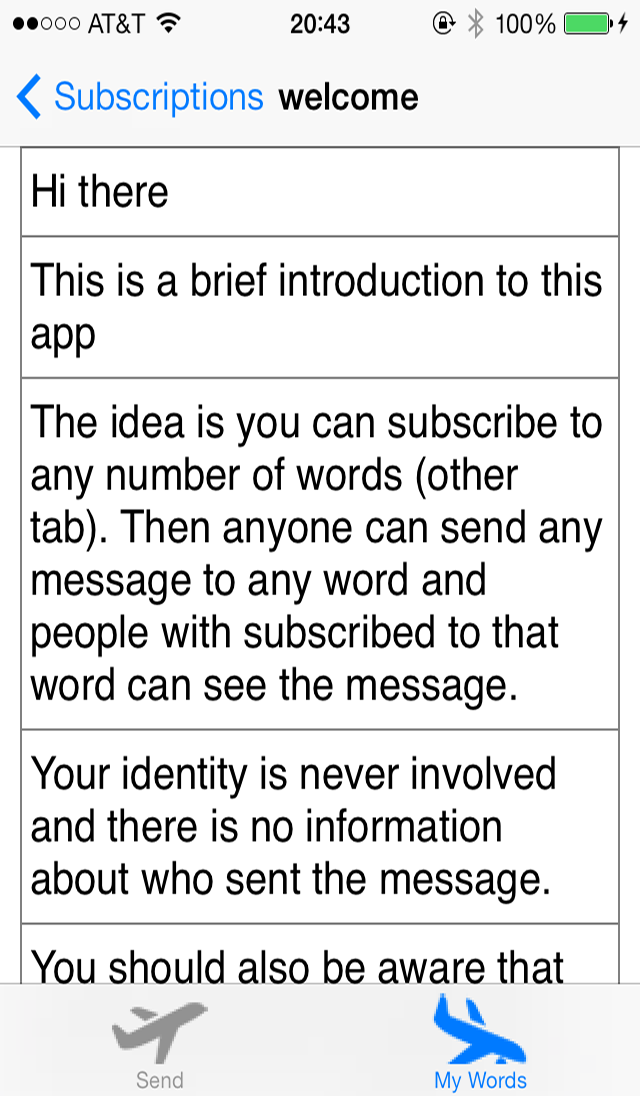 AT&T 20:43 100%
Subscriptions welcome
Hi there
This is a brief introduction to this
app
The idea is you can subscribe to
any number of words (other
tab). Then anyone can send any
message to any word and
people with subscribed to that
word can see the message.
Your identity is never involved
and there is no information
about who sent the message.
You should also be aware that
Send My Words